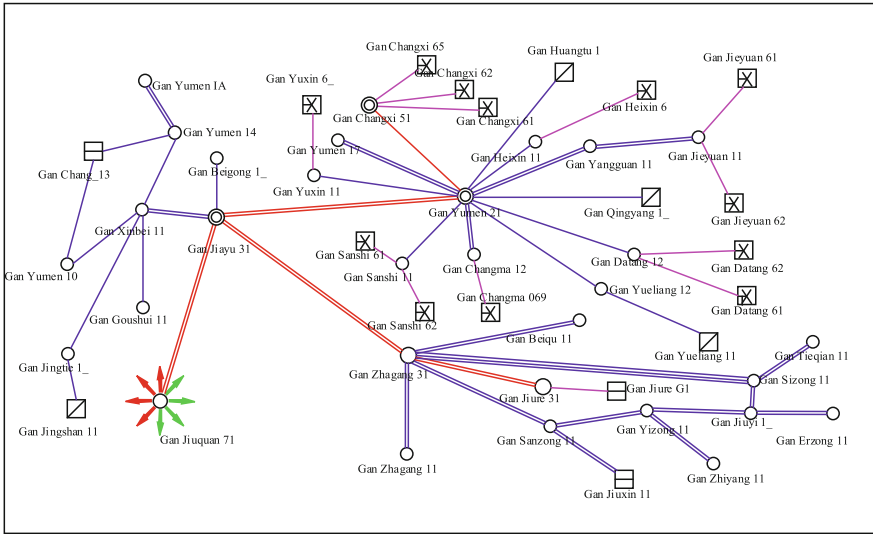 Gan Changxi 65
Gan Huangtu 1
Gan Jieyuan 61
Gan Yuxin 6_
Gan Changxi 62
Gan Yumen IA
Gan Heixin 6
Gan Changxi 51
Gan Changxi 61
Gan Yumen 14
Gan Yumen 17
Gan Heixin 11
Gan Yangguan 11
Gan Jieyuan 11
Gan Chang_13
Gan Beigong 1_
Gan Yuxin 11
Gan Xinbei 11
Gan Yumen 21
Gan Qingyang 1_
Gan Jieyuan 62
Gan Jiayu 31
Gan Sanshi 61
Gan Sanshi 11
Gan Changma 12
Gan Datang 12
Gan Datang 62
Gan Yumen 10
Gan Yueliang 12
Gan Changma 069
Gan Datang 61
Gan Goushui 11
Gan Sanshi 62
Gan Beiqu 11
Gan Yueliang 11
Gan Tieqian 11
Gan Jingtie 1_
Gan Zhagang 31
Gan Sizong 11
Gan Jiure 31
Gan Jiure G1
Gan Jingshan 11
Gan Jiuquan 71
Gan Sanzong 11
Gan Yizong 11
Gan Jiuyi 1_
Gan Erzong 11
Gan Zhagang 11
Gan Zhiyang 11
Gan Jiuxin 11